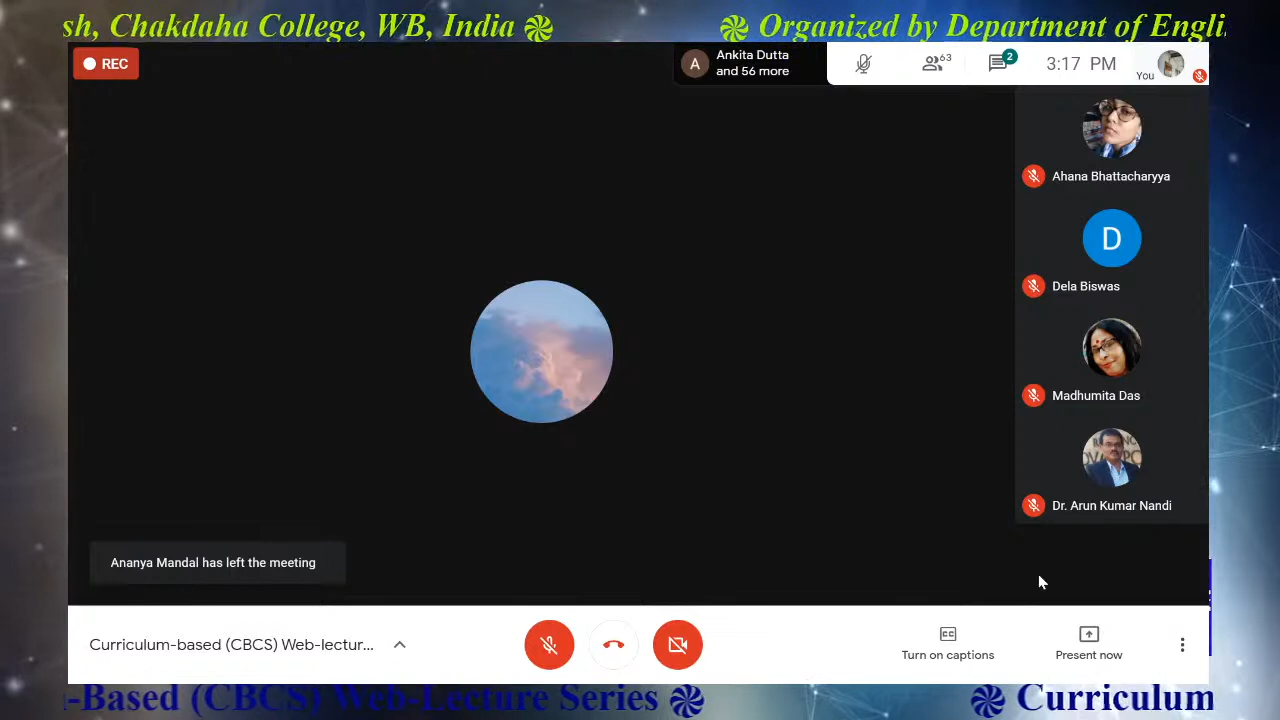 sh, Chakdaha College, WB, India
Organized by Department of Engli
REC
A
Ankita Dutta
and 56 more
63
2
3:17 PM
You
Ahana Bhattacharyya
D
Dela Biswas
Madhumita Das
Dr. Arun Kumar Nandi
Ananya Mandal has left the meeting
Curriculum-based (CBCS) Web-lectur...
CC
Turn on captions
Present now
-Based (CBCS) Web-Lecture Series
Curriculum